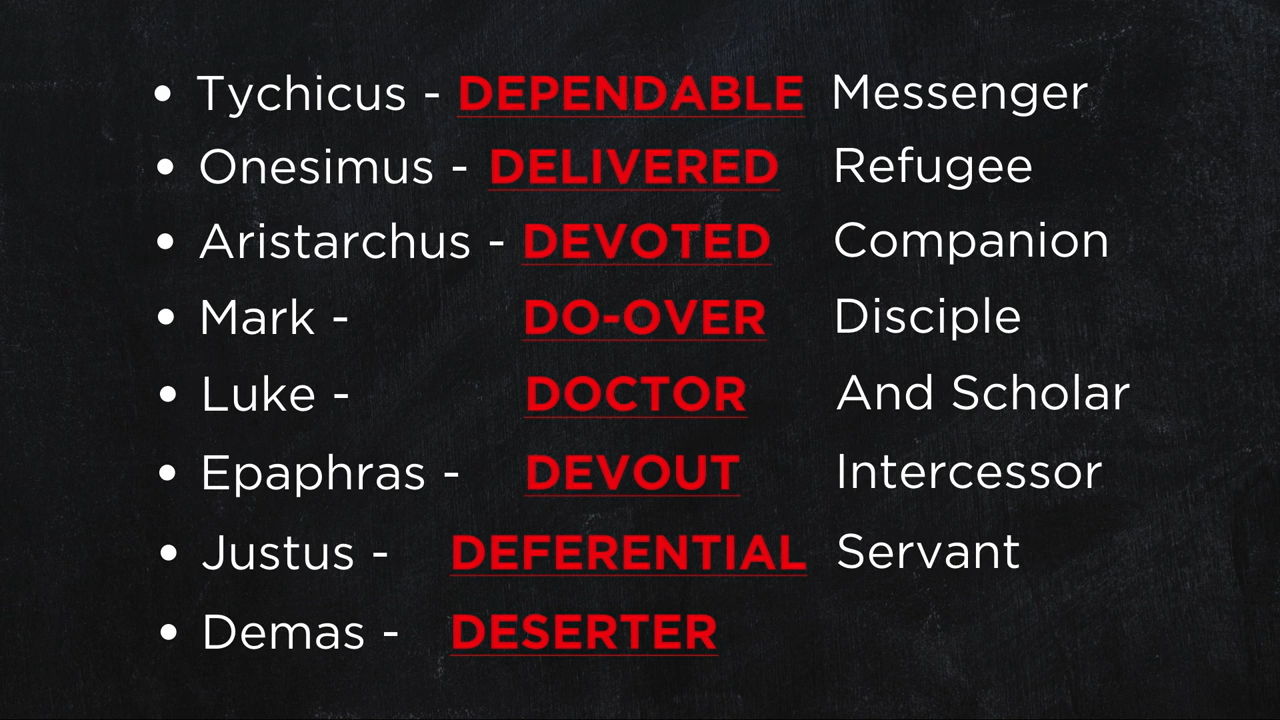 • Tychicus - DEPENDABLE Messenger
• Onesimus - DELIVERED Refugee
• Aristarchus - DEVOTED Companion
• Mark - DO-OVER Disciple
• Luke - DOCTOR And Scholar
• Epaphras - DEVOUT Intercessor
• Justus - DEFERENTIAL Servant
• Demas - DESERTER